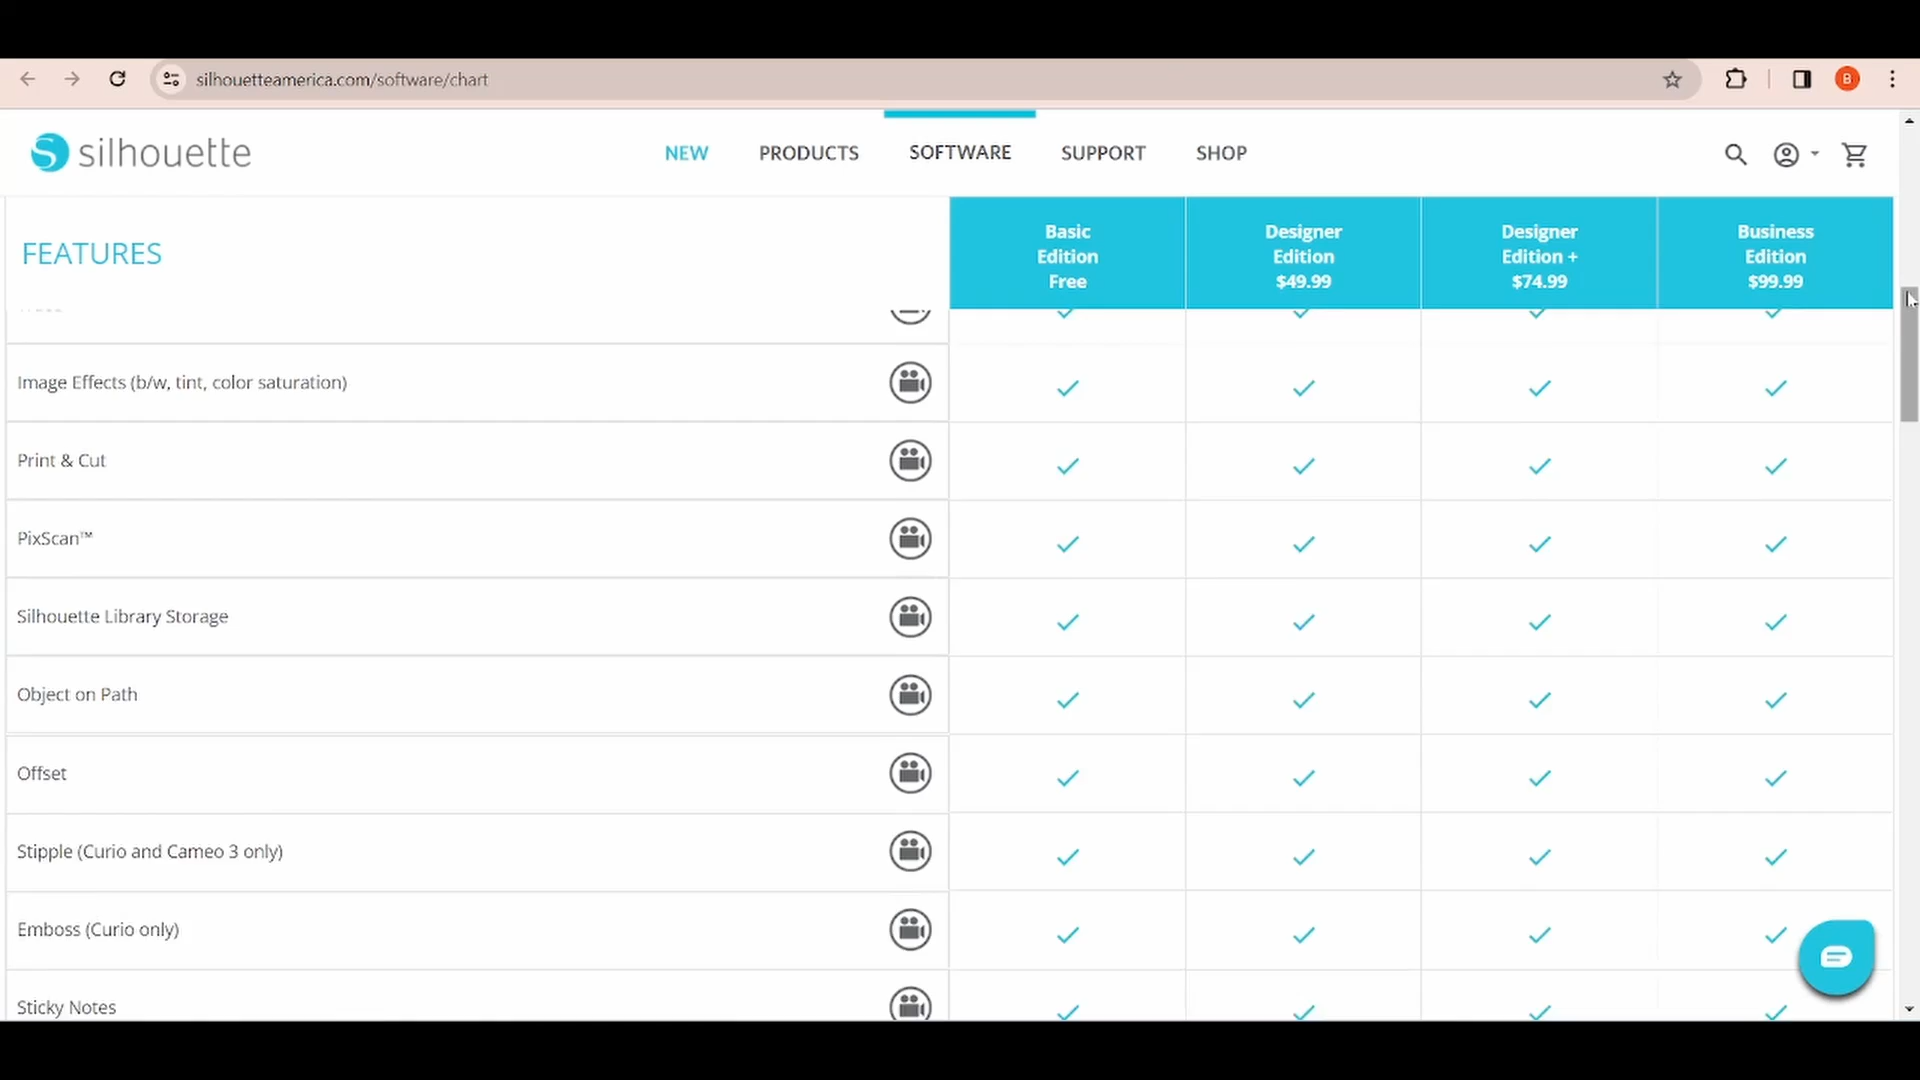 silhouetteamerica.com/software/chart
B
silhouette
NEW PRODUCTS SOFTWARE SUPPORT SHOP
FEATURES
Basic
Edition
Free
Designer
Edition
$49.99
Designer
Edition +
$74.99
Business
Edition
$99.99
Image Effects (b/w, tint, color saturation)
Print & Cut
PixScan™
Silhouette Library Storage
Object on Path
Offset
Stipple (Curio and Cameo 3 only)
Emboss (Curio only)
Sticky Notes